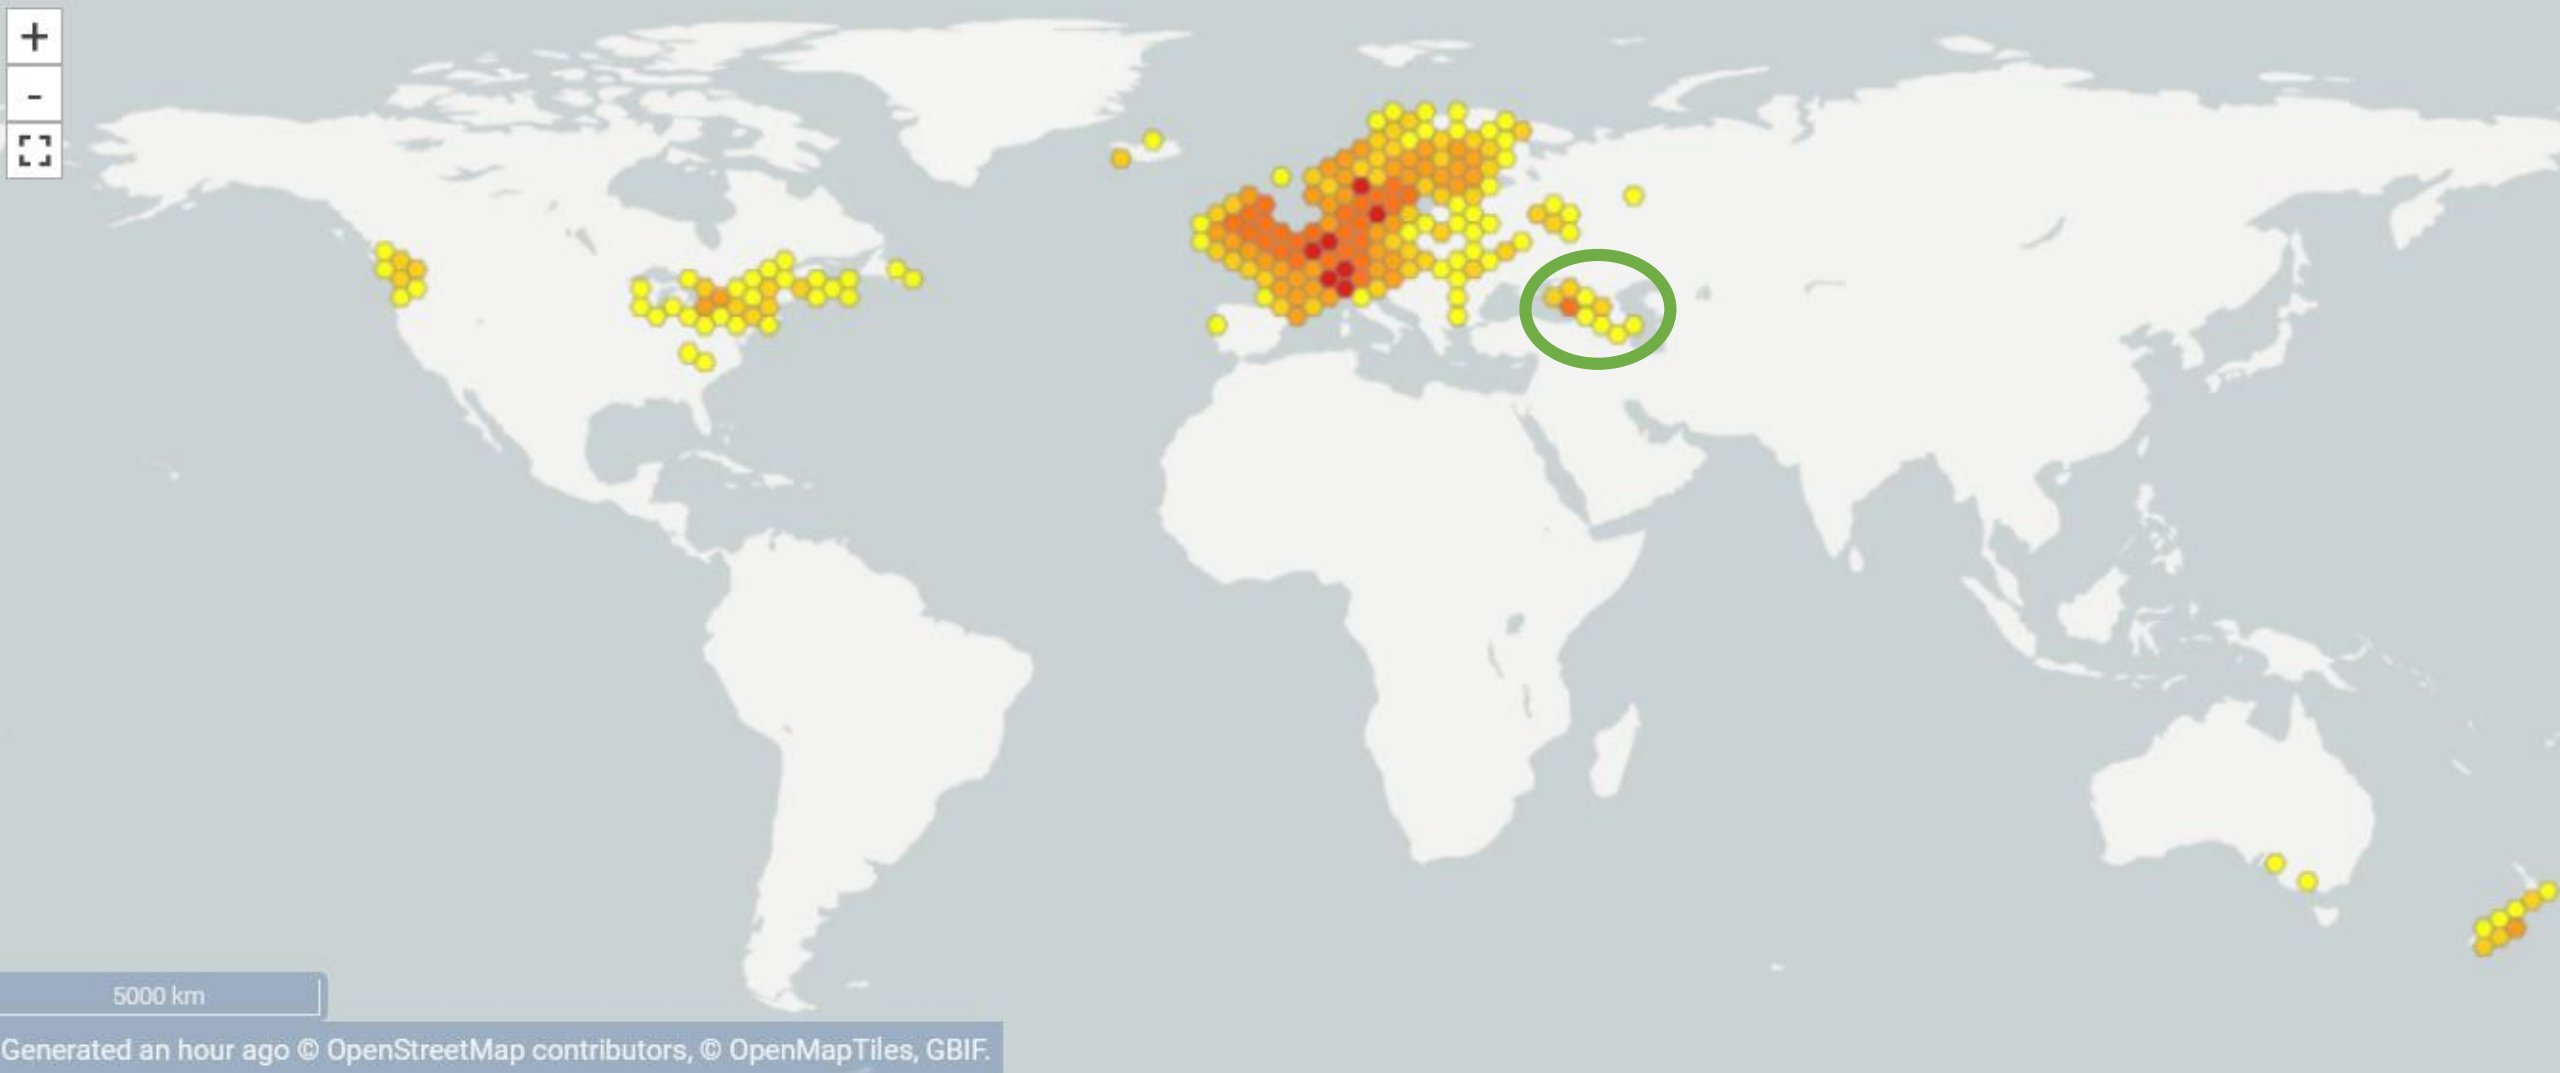 +
-
5000 km
Generated an hour ago © OpenStreetMap contributors, © OpenMapTiles, GBIF.